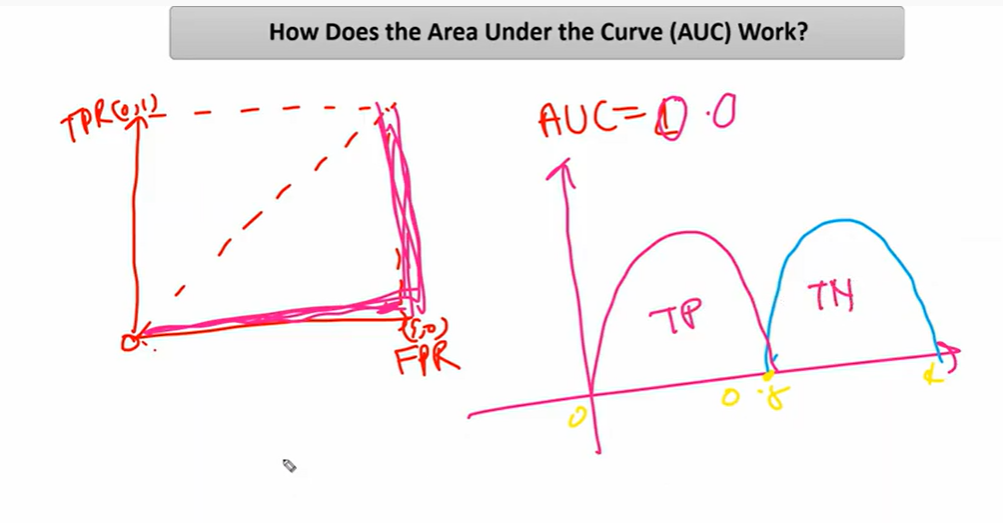 How Does the Area Under the Curve (AUC) Work?
TPR(0,1)
(1,0)
FPR
AUC = 0.0
TP
TN
0
0.5
1